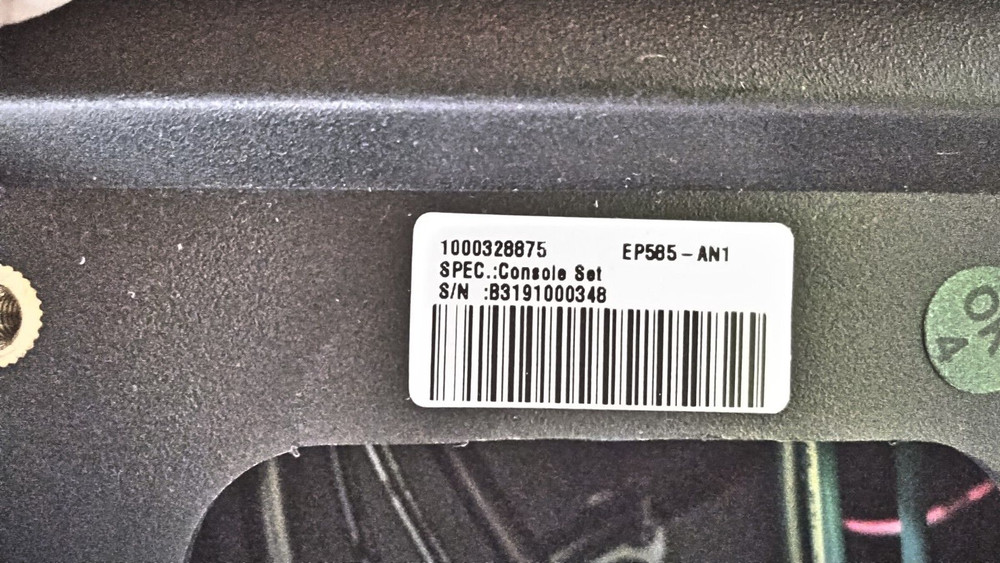 1000328875 EP585-AN1
SPEC.:Console Set
S/N :B3191000348
A